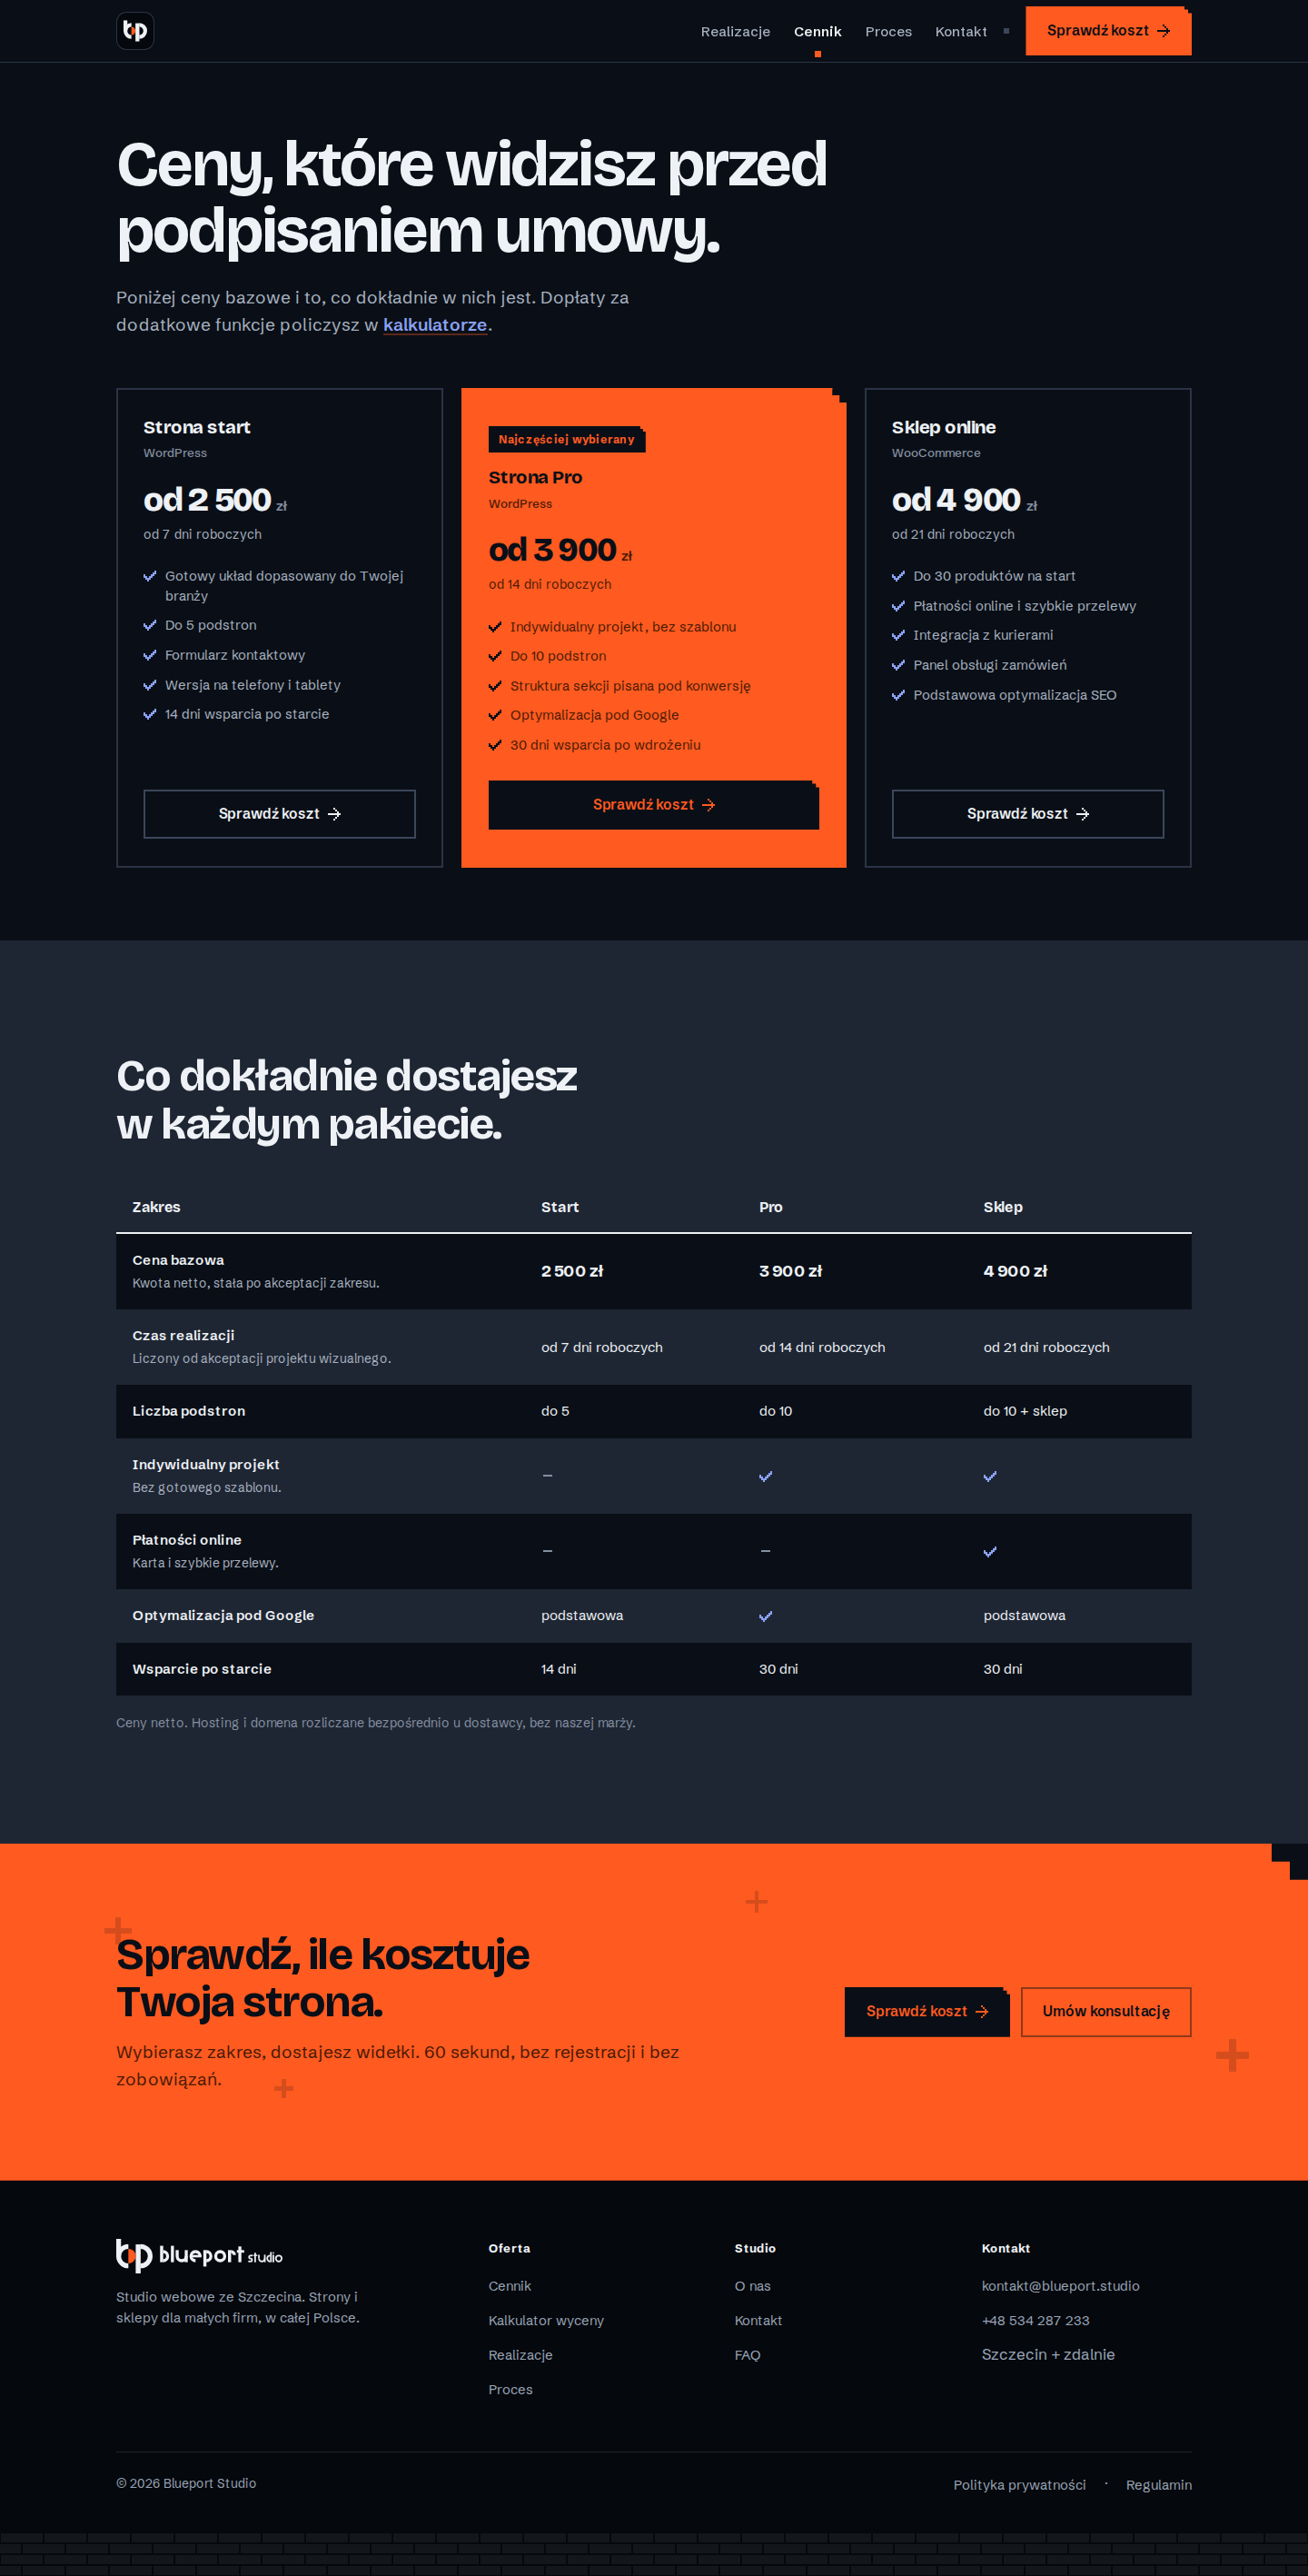 bp
Realizacje
Cennik
Proces
Kontakt
Sprawdź koszt →
Ceny, które widzisz przed
podpisaniem umowy.
Poniżej ceny bazowe i to, co dokładnie w nich jest. Dopłaty za
dodatkowe funkcje policzysz w kalkulatorze.
Strona start
WordPress
od 2 500 zł
od 7 dni roboczych
Gotowy układ dopasowany do Twojej
branży
Do 5 podstron
Formularz kontaktowy
Wersja na telefony i tablety
14 dni wsparcia po starcie
Sprawdź koszt →
Najczęściej wybierany
Strona Pro
WordPress
od 3 900 zł
od 14 dni roboczych
Indywidualny projekt, bez szablonu
Do 10 podstron
Struktura sekcji pisana pod konwersję
Optymalizacja pod Google
30 dni wsparcia po wdrożeniu
Sprawdź koszt →
Sklep online
WooCommerce
od 4 900 zł
od 21 dni roboczych
Do 30 produktów na start
Płatności online i szybkie przelewy
Integracja z kurierami
Panel obsługi zamówień
Podstawowa optymalizacja SEO
Sprawdź koszt →
Co dokładnie dostajesz
w każdym pakiecie.
Zakres Start Pro Sklep
Cena bazowa
Kwota netto, stała po akceptacji zakresu.
2 500 zł 3 900 zł 4 900 zł
Czas realizacji
Liczony od akceptacji projektu wizualnego.
od 7 dni roboczych od 14 dni roboczych od 21 dni roboczych
Liczba podstron do 5 do 10 do 10 + sklep
Indywidualny projekt
Bez gotowego szablonu.
–
Płatności online
Karta i szybkie przelewy.
– –
Optymalizacja pod Google podstawowa podstawowa
Wsparcie po starcie 14 dni 30 dni 30 dni
Ceny netto. Hosting i domena rozliczane bezpośrednio u dostawcy, bez naszej marży.
Sprawdź, ile kosztuje
Twoja strona.
Wybierasz zakres, dostajesz widełki. 60 sekund, bez rejestracji i bez
zobowiązań.
Sprawdź koszt →
Umów konsultację
bp blueport studio
Studio webowe ze Szczecina. Strony i
sklepy dla małych firm, w całej Polsce.
Oferta
Cennik
Kalkulator wyceny
Realizacje
Proces
Studio
O nas
Kontakt
FAQ
Kontakt
kontakt@blueport.studio
+48 534 287 233
Szczecin + zdalnie
© 2026 Blueport Studio
Polityka prywatności · Regulamin